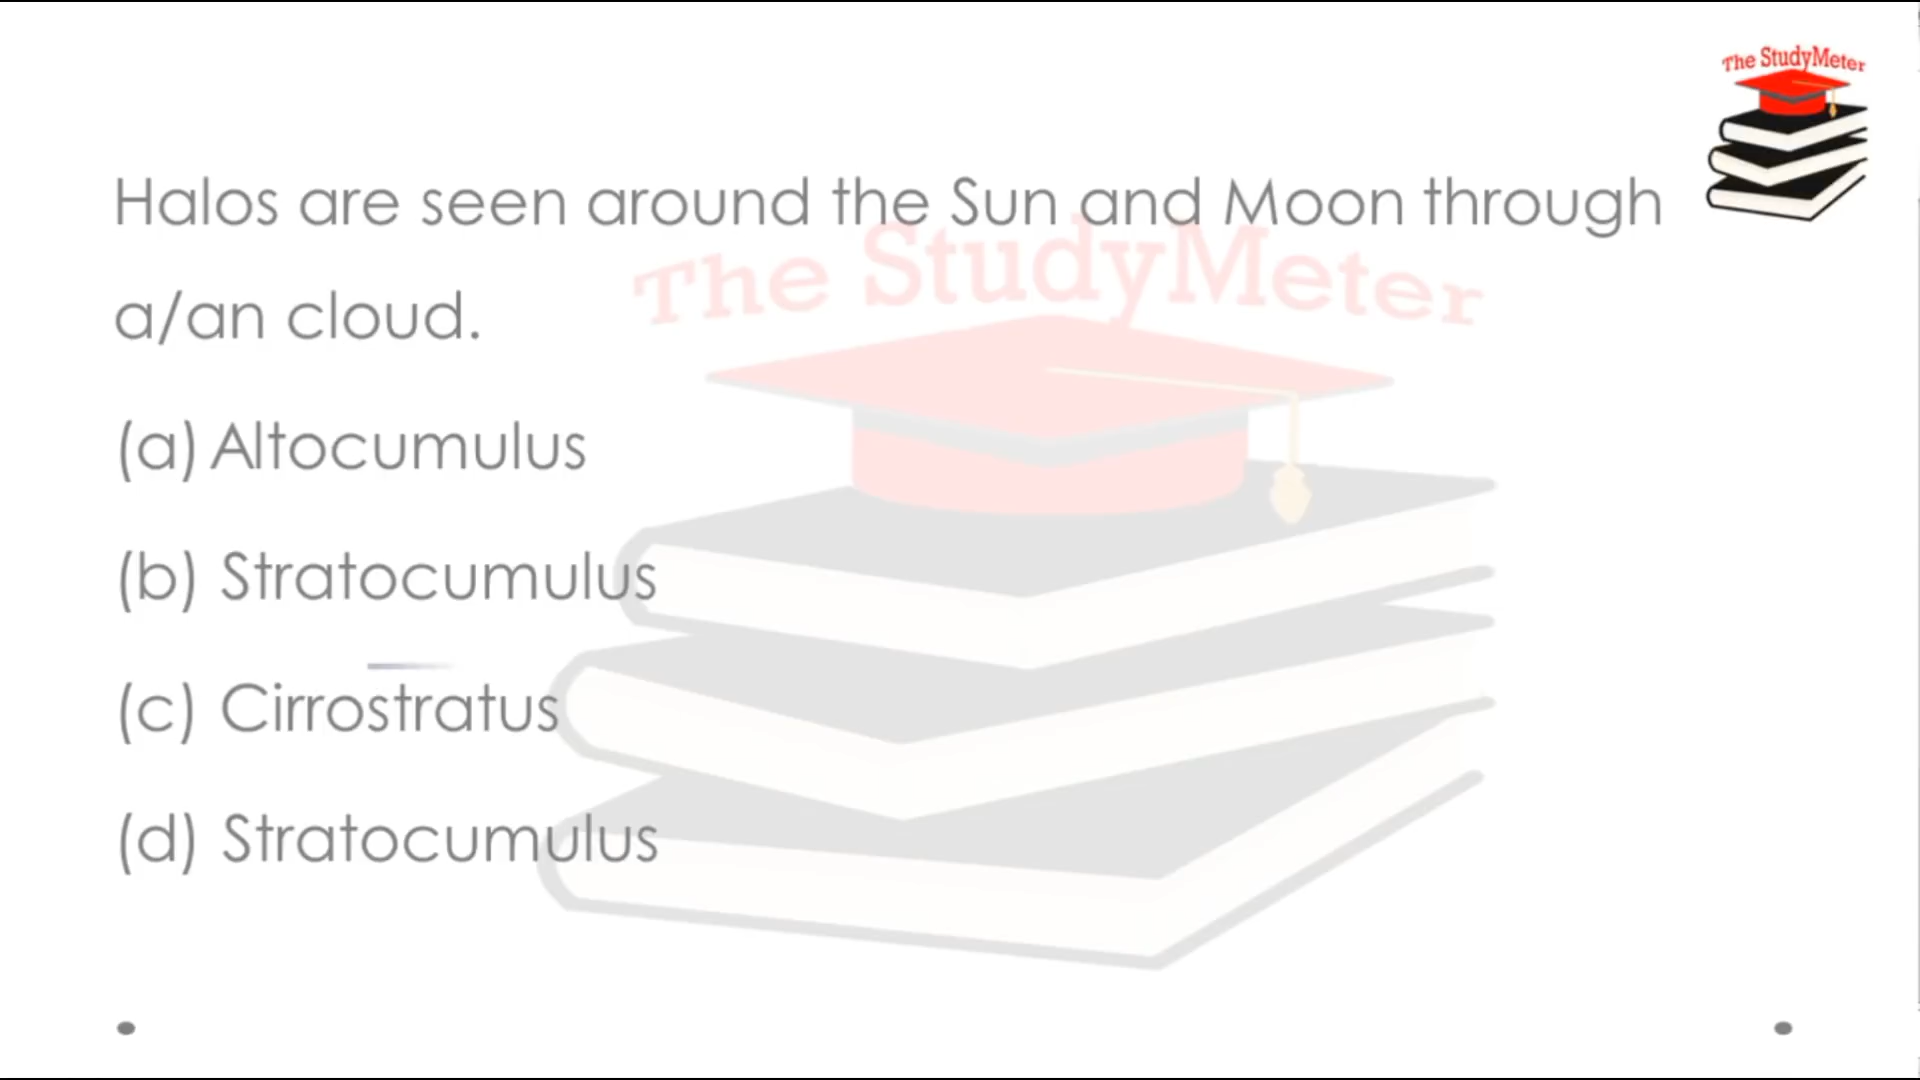 The StudyMeter
Halos are seen around the Sun and Moon through
a/an cloud.
The StudyMeter
(a) Altocumulus
(b) Stratocumulus
(c) Cirrostratus
(d) Stratocumulus